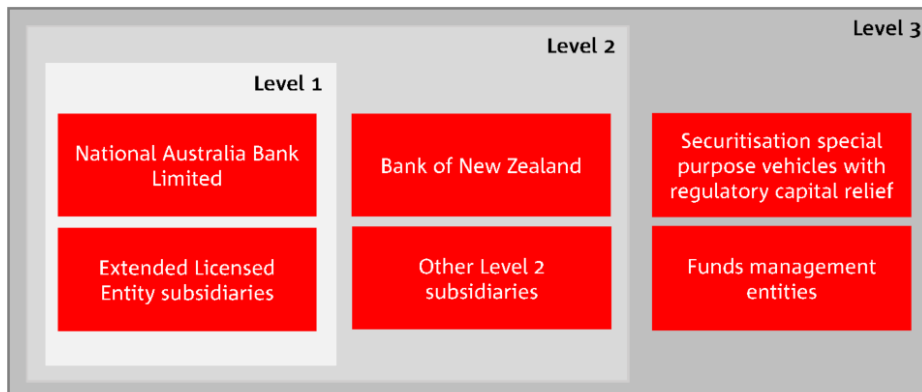 Level 3
Level 2
Level 1
National Australia Bank
Limited
Bank of New Zealand
Securitisation special
purpose vehicles with
regulatory capital relief
Extended Licensed
Entity subsidiaries
Other Level 2
subsidiaries
Funds management
entities